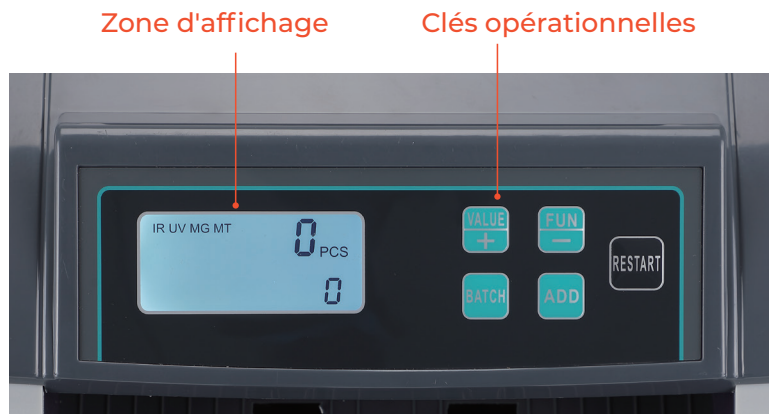 Zone d'affichage
Clés opérationnelles
IR UV MG MT
0 PCS
0
VALUE
+
FUN
−
RESTART
BATCH
ADD